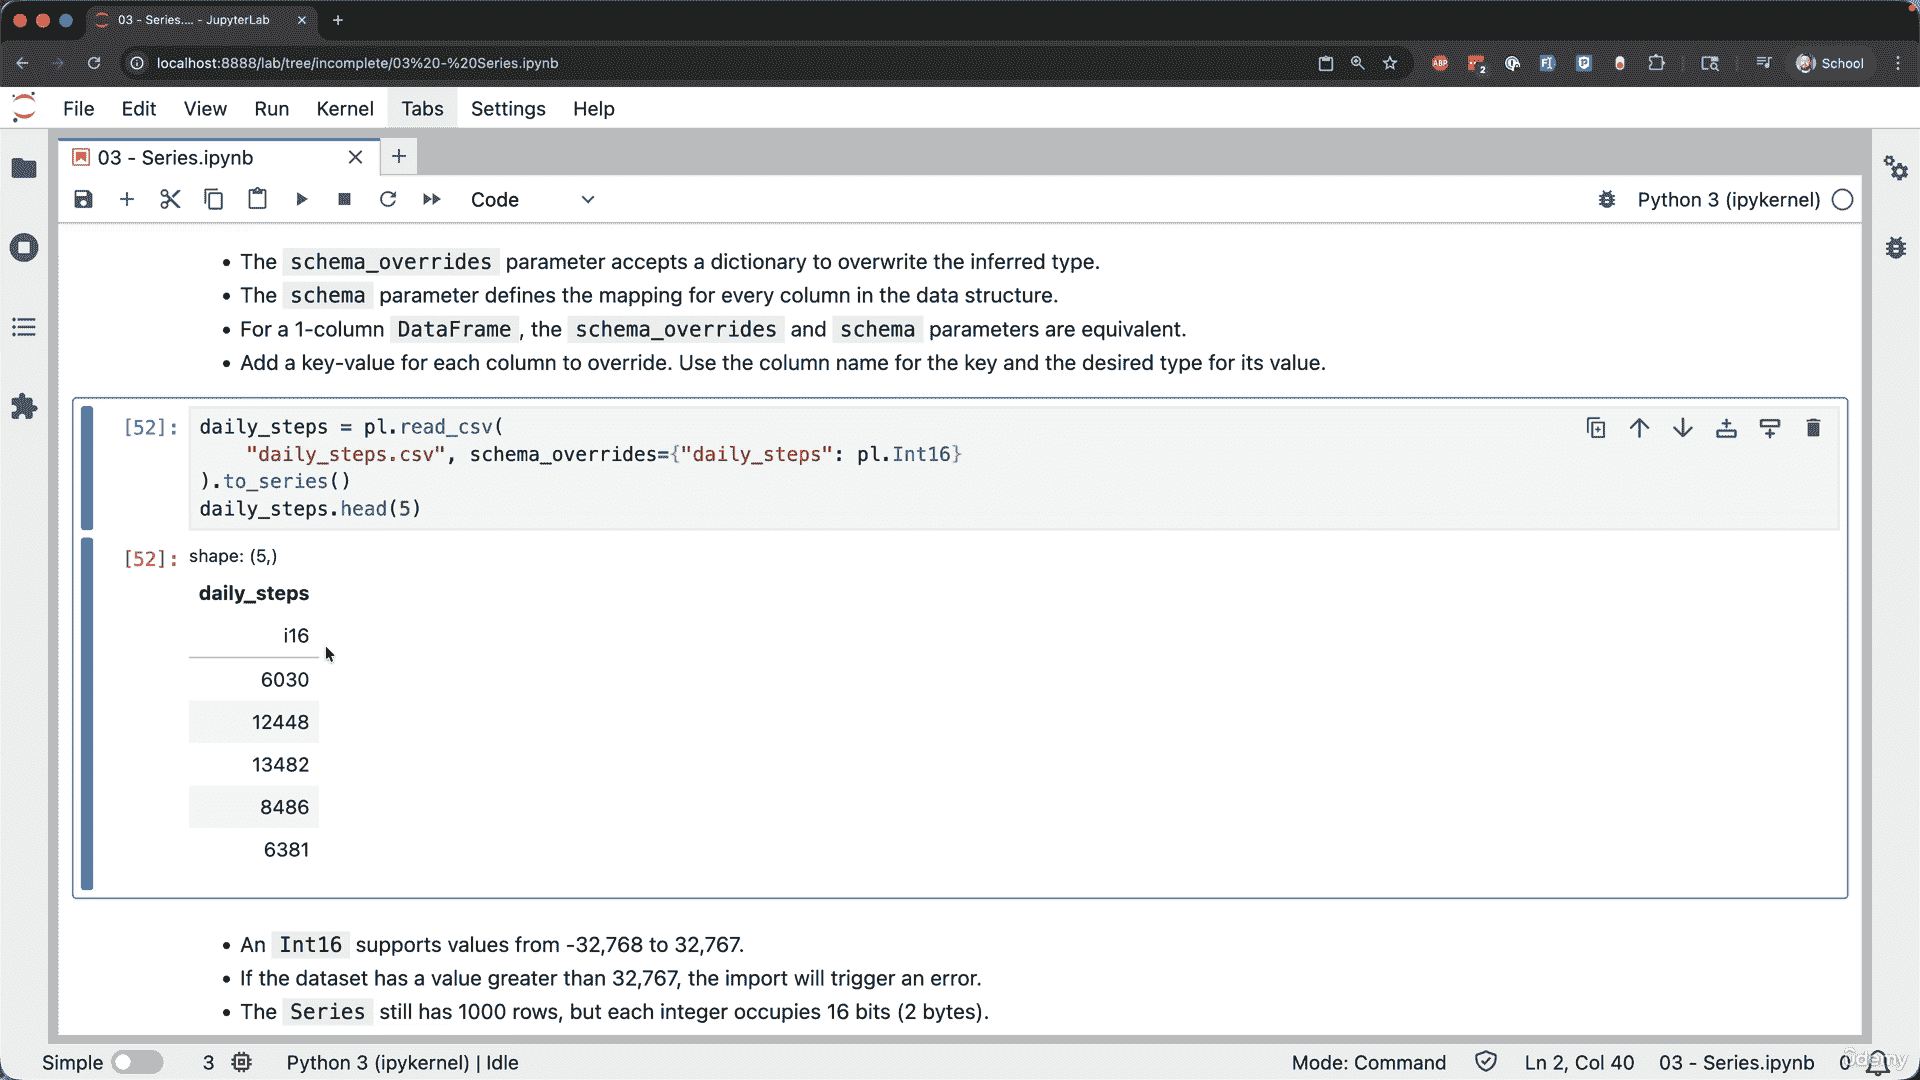 03 - Series.... - JupyterLab
localhost:8888/lab/tree/incomplete/03%20-%20Series.ipynb
ABP
2
School
File Edit View Run Kernel Tabs Settings Help
03 - Series.ipynb
Code
Python 3 (ipykernel)
• The schema_overrides parameter accepts a dictionary to overwrite the inferred type.
• The schema parameter defines the mapping for every column in the data structure.
• For a 1-column DataFrame , the schema_overrides and schema parameters are equivalent.
• Add a key-value for each column to override. Use the column name for the key and the desired type for its value.
[52]: daily_steps = pl.read_csv(
"daily_steps.csv", schema_overrides={"daily_steps": pl.Int16}
).to_series()
daily_steps.head(5)
[52]: shape: (5,)
daily_steps
i16
6030
12448
13482
8486
6381
• An Int16 supports values from -32,768 to 32,767.
• If the dataset has a value greater than 32,767, the import will trigger an error.
• The Series still has 1000 rows, but each integer occupies 16 bits (2 bytes).
Simple 3 Python 3 (ipykernel) | Idle Mode: Command Ln 2, Col 40 03 - Series.ipynb 0
udemy